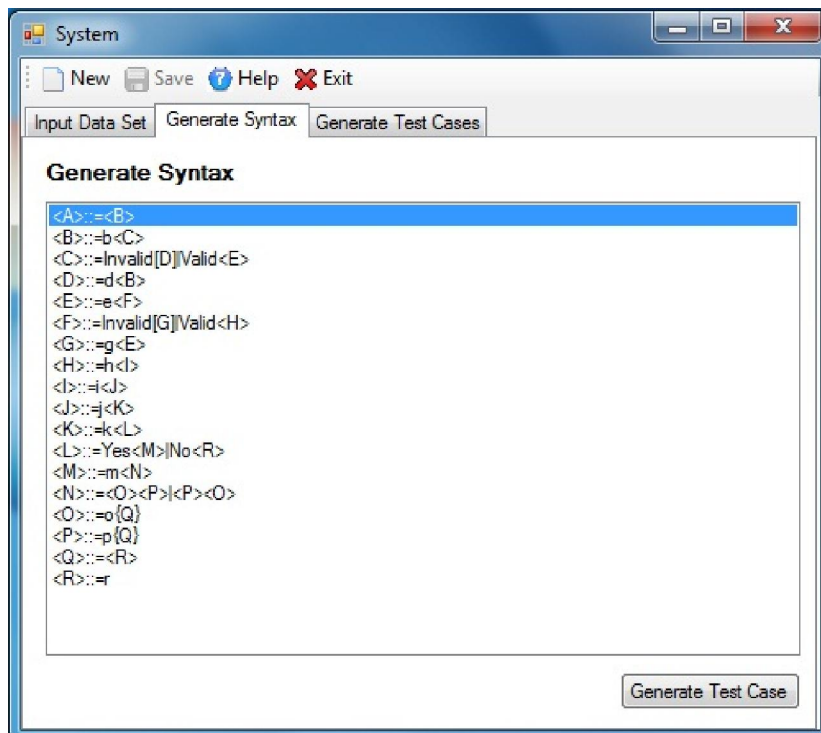 System
New Save Help Exit
Input Data Set Generate Syntax Generate Test Cases
Generate Syntax
<A>::=<B>
<B>::=b<C>
<C>::=Invalid[D]|Valid<E>
<D>::=d<B>
<E>::=e<F>
<F>::=Invalid[G]|Valid<H>
<G>::=g<E>
<H>::=h<I>
<I>::=i<J>
<J>::=j<K>
<K>::=k<L>
<L>::=Yes<M>|No<R>
<M>::=m<N>
<N>::=<O><P>|<P><O>
<O>::=o{Q}
<P>::=p{Q}
<Q>::=<R>
<R>::=r
Generate Test Case